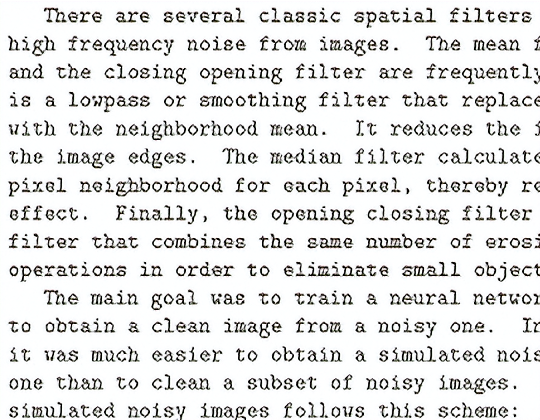 There are several classic spatial filters
high frequency noise from images. The mean f
and the closing opening filter are frequently
is a lowpass or smoothing filter that replace
with the neighborhood mean. It reduces the i
the image edges. The median filter calculate
pixel neighborhood for each pixel, thereby re
effect. Finally, the opening closing filter
filter that combines the same number of erosi
operations in order to eliminate small object
The main goal was to train a neural networ
to obtain a clean image from a noisy one. In
it was much easier to obtain a simulated nois
one than to clean a subset of noisy images.
simulated noisy images follows this scheme: